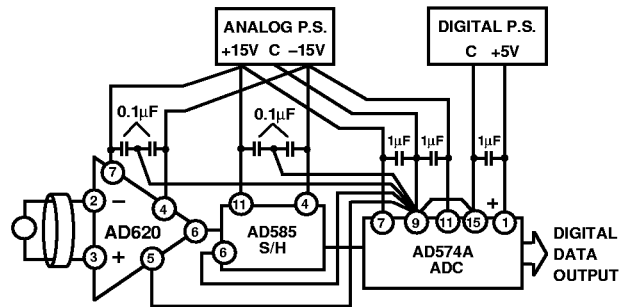 ANALOG P.S.
+15V C –15V
DIGITAL P.S.
C +5V
0.1µF
0.1µF
1µF
1µF
1µF
7
2
–
4
11
4
3
+
AD620
6
5
AD585
S/H
6
7
9
11
15
+
1
AD574A
ADC
DIGITAL
DATA
OUTPUT